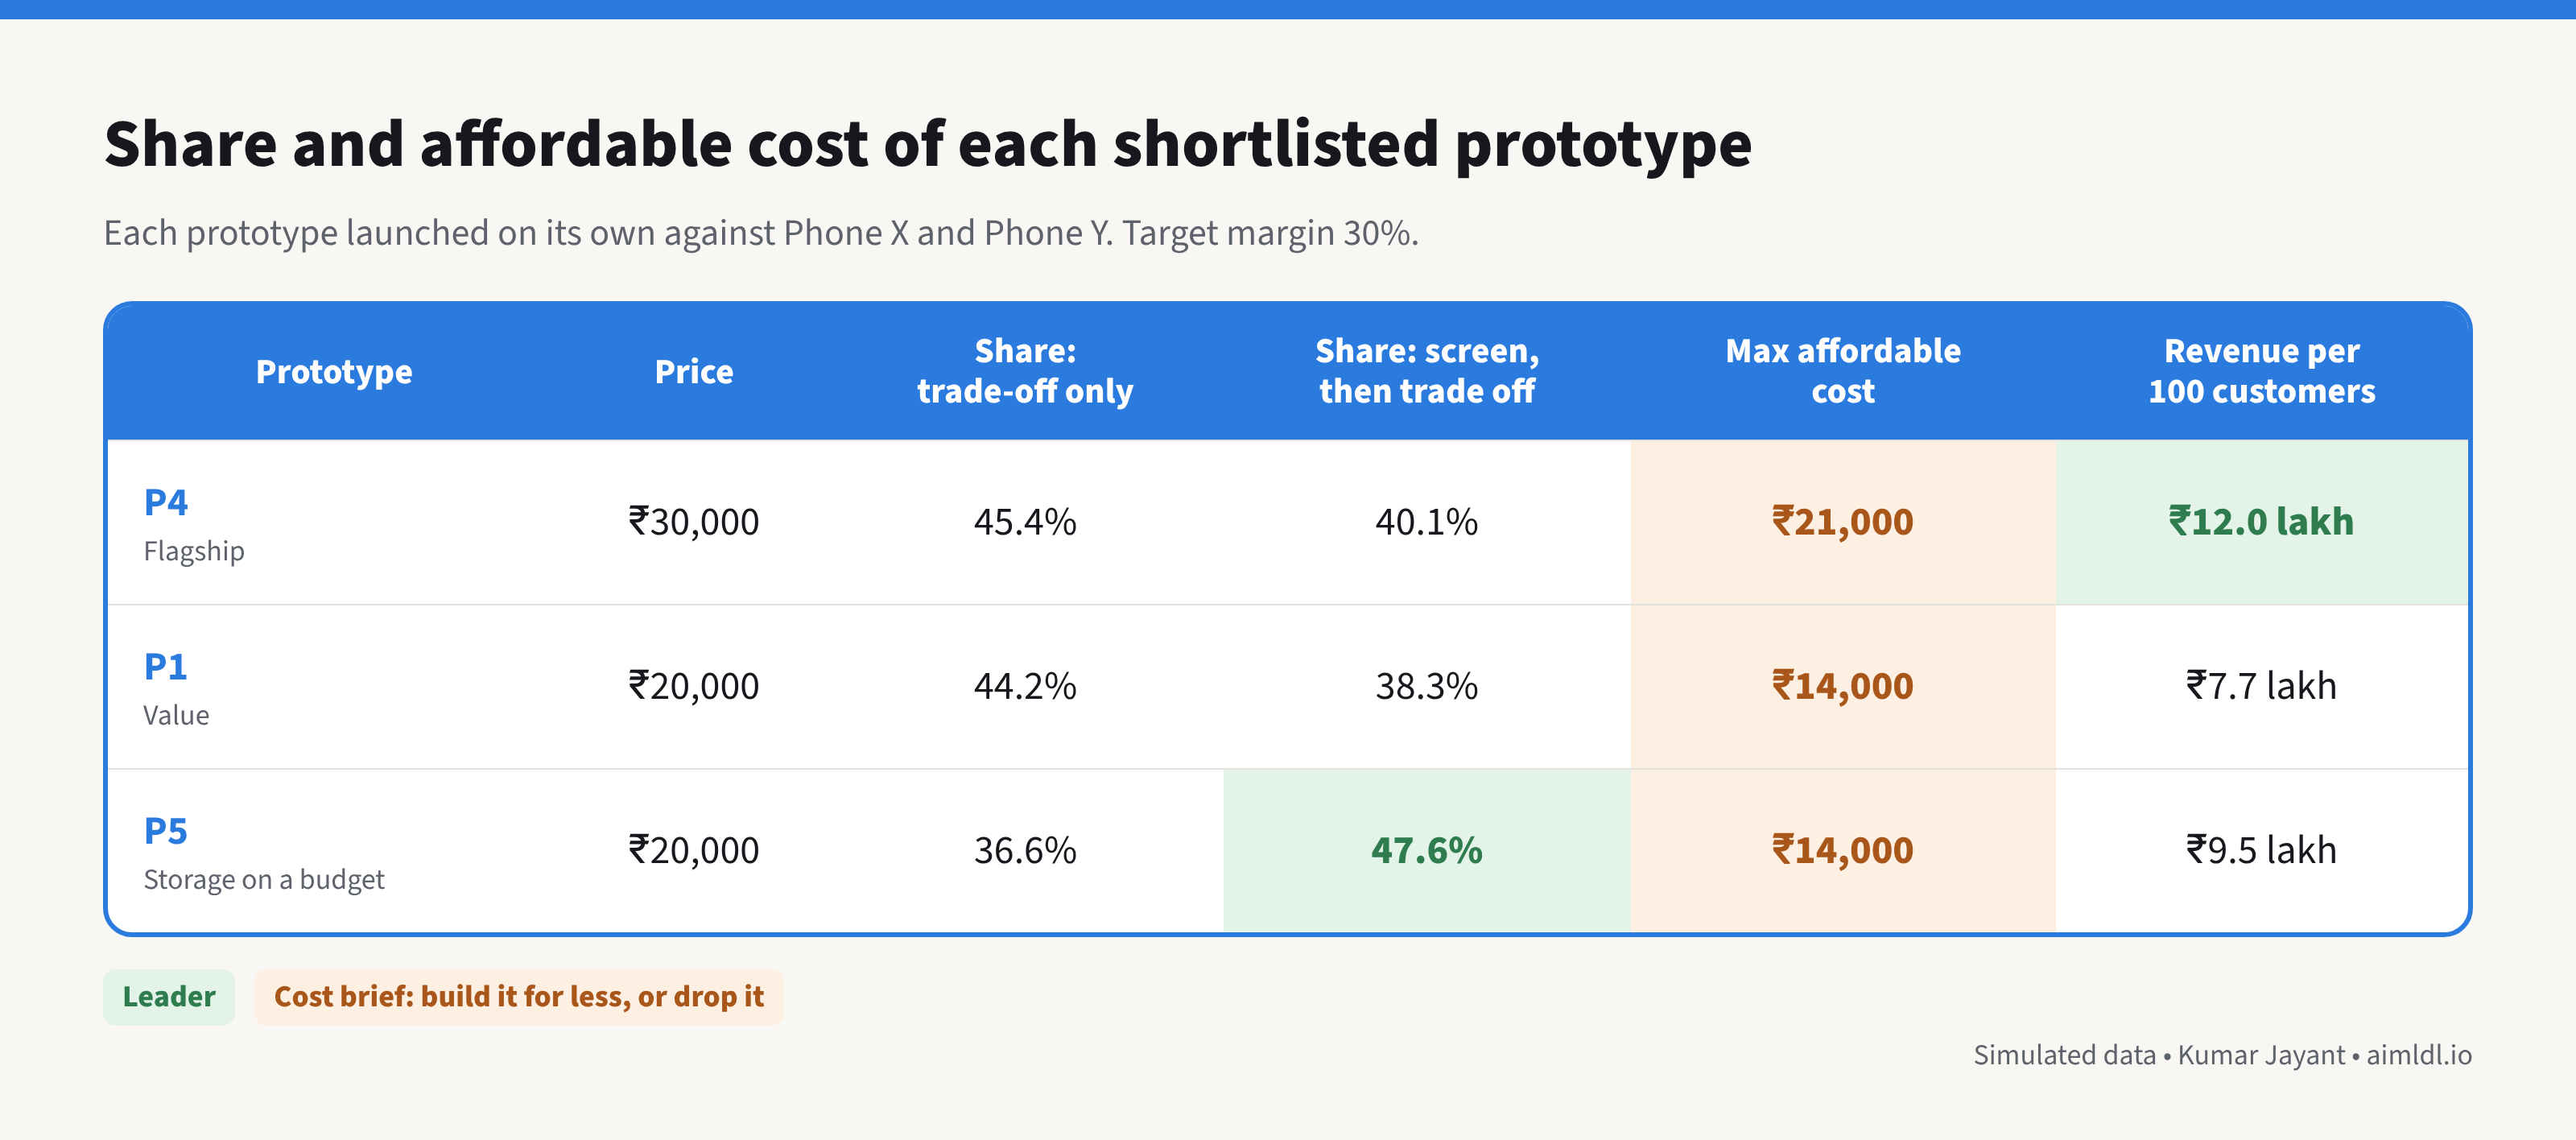 Share and affordable cost of each shortlisted prototype
Each prototype launched on its own against Phone X and Phone Y. Target margin 30%.
Prototype
Price
Share:
trade-off only
Share: screen,
then trade off
Max affordable
cost
Revenue per
100 customers
P4
Flagship
₹30,000
45.4%
40.1%
₹21,000
₹12.0 lakh
P1
Value
₹20,000
44.2%
38.3%
₹14,000
₹7.7 lakh
P5
Storage on a budget
₹20,000
36.6%
47.6%
₹14,000
₹9.5 lakh
Leader
Cost brief: build it for less, or drop it
Simulated data • Kumar Jayant • aimldl.io